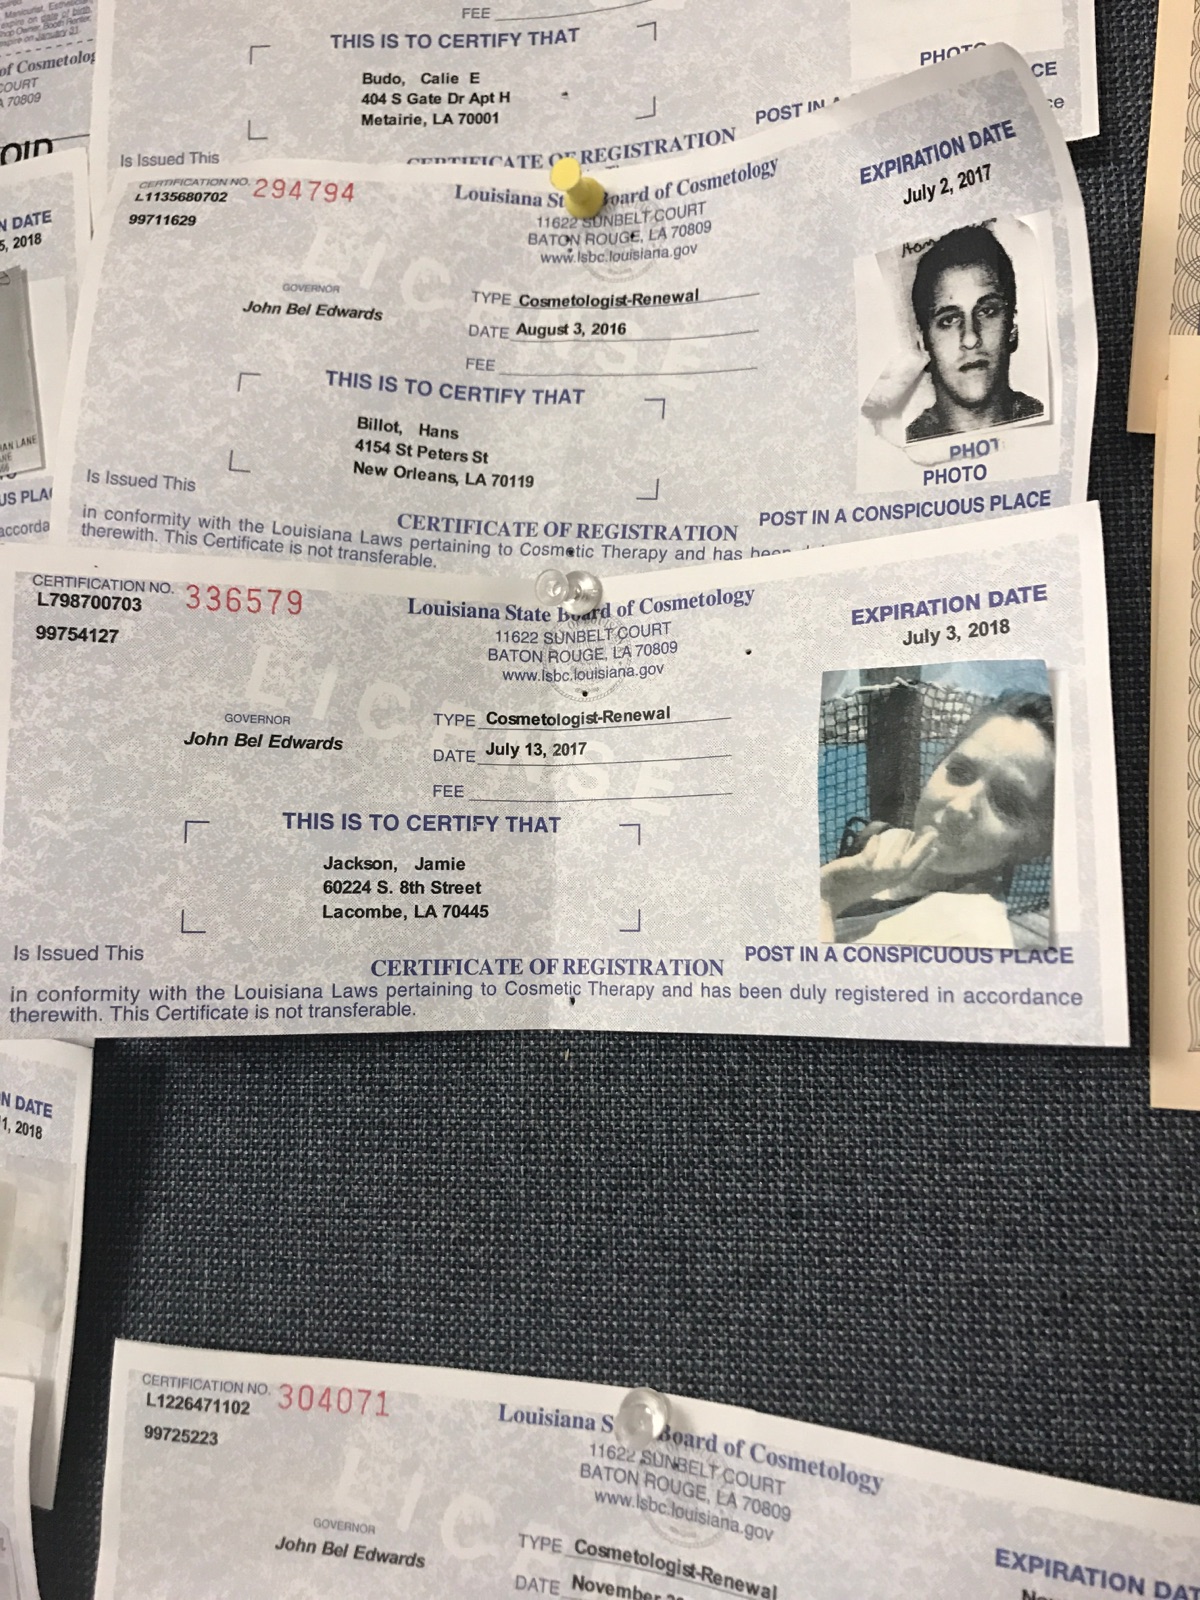 FEE
THIS IS TO CERTIFY THAT
Budo, Calie E
404 S Gate Dr Apt H
Metairie, LA 70001
PHOTO
POST IN A
CE
Is Issued This
CERTIFICATE OF REGISTRATION
of Cosmetology
COURT
A 70809
N DATE
5, 2018
CERTIFICATION NO. 294794
L1135680702
99711629
Louisiana St Board of Cosmetology
11622 SUNBELT COURT
BATON ROUGE, LA 70809
www.lsbc.louisiana.gov
EXPIRATION DATE
July 2, 2017
GOVERNOR
John Bel Edwards
TYPE Cosmetologist-Renewal
DATE August 3, 2016
FEE
THIS IS TO CERTIFY THAT
Billot, Hans
4154 St Peters St
New Orleans, LA 70119
PHOT
PHOTO
Is Issued This
CERTIFICATE OF REGISTRATION
POST IN A CONSPICUOUS PLACE
in conformity with the Louisiana Laws pertaining to Cosmetic Therapy and has been
therewith. This Certificate is not transferable.
US PLA
accorda
CERTIFICATION NO. 336579
L798700703
99754127
Louisiana State Board of Cosmetology
11622 SUNBELT COURT
BATON ROUGE, LA 70809
www.lsbc.louisiana.gov
EXPIRATION DATE
July 3, 2018
LICENSE
GOVERNOR
John Bel Edwards
TYPE Cosmetologist-Renewal
DATE July 13, 2017
FEE
THIS IS TO CERTIFY THAT
Jackson, Jamie
60224 S. 8th Street
Lacombe, LA 70445
Is Issued This
CERTIFICATE OF REGISTRATION
POST IN A CONSPICUOUS PLACE
in conformity with the Louisiana Laws pertaining to Cosmetic Therapy and has been duly registered in accordance
therewith. This Certificate is not transferable.
N DATE
1, 2018
CERTIFICATION NO. 304071
L1226471102
99725223
Louisiana S Board of Cosmetology
11622 SUNBELT COURT
BATON ROUGE, LA 70809
www.lsbc.louisiana.gov
GOVERNOR
John Bel Edwards
TYPE Cosmetologist-Renewal
DATE November
EXPIRATION DAT